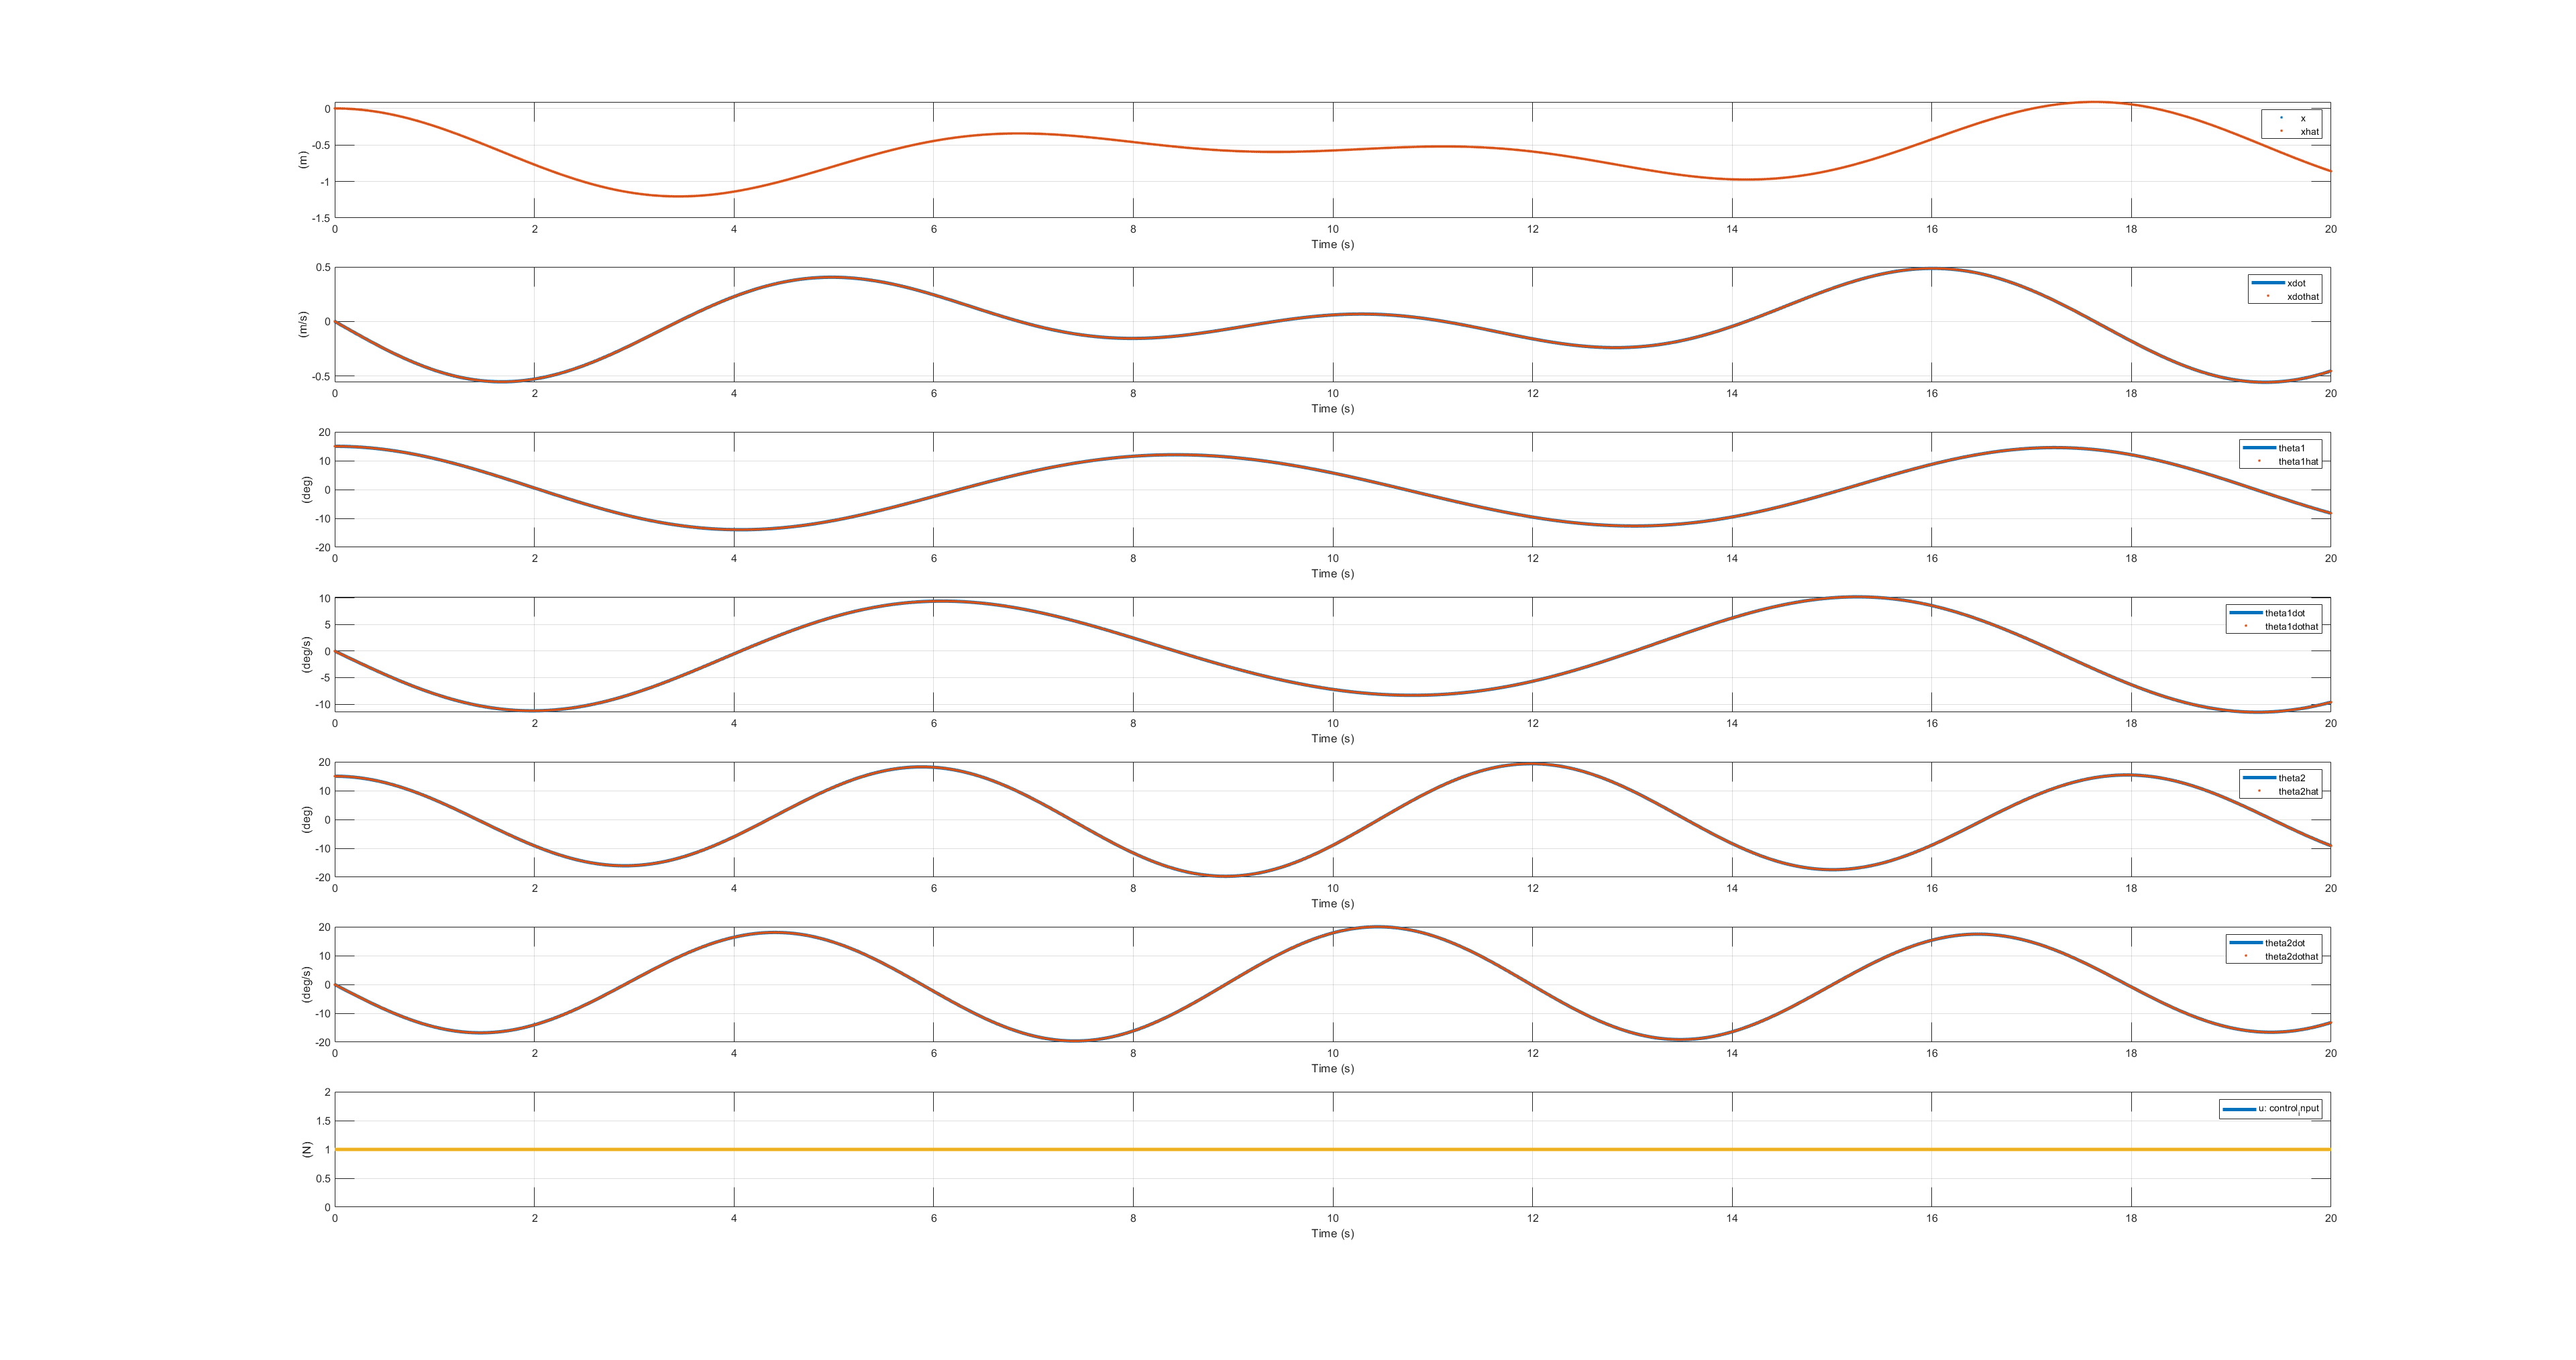 0
-0.5
-1
-1.5
(m)
x
xhat
0 2 4 6 8 10 12 14 16 18 20
Time (s)
0.5
0
-0.5
(m/s)
xdot
xdothat
0 2 4 6 8 10 12 14 16 18 20
Time (s)
20
10
0
-10
-20
(deg)
theta1
theta1hat
0 2 4 6 8 10 12 14 16 18 20
Time (s)
10
5
0
-5
-10
(deg/s)
theta1dot
theta1dothat
0 2 4 6 8 10 12 14 16 18 20
Time (s)
20
10
0
-10
-20
(deg)
theta2
theta2hat
0 2 4 6 8 10 12 14 16 18 20
Time (s)
20
10
0
-10
-20
(deg/s)
theta2dot
theta2dothat
0 2 4 6 8 10 12 14 16 18 20
Time (s)
2
1.5
1
0.5
0
(N)
u: control_input
0 2 4 6 8 10 12 14 16 18 20
Time (s)